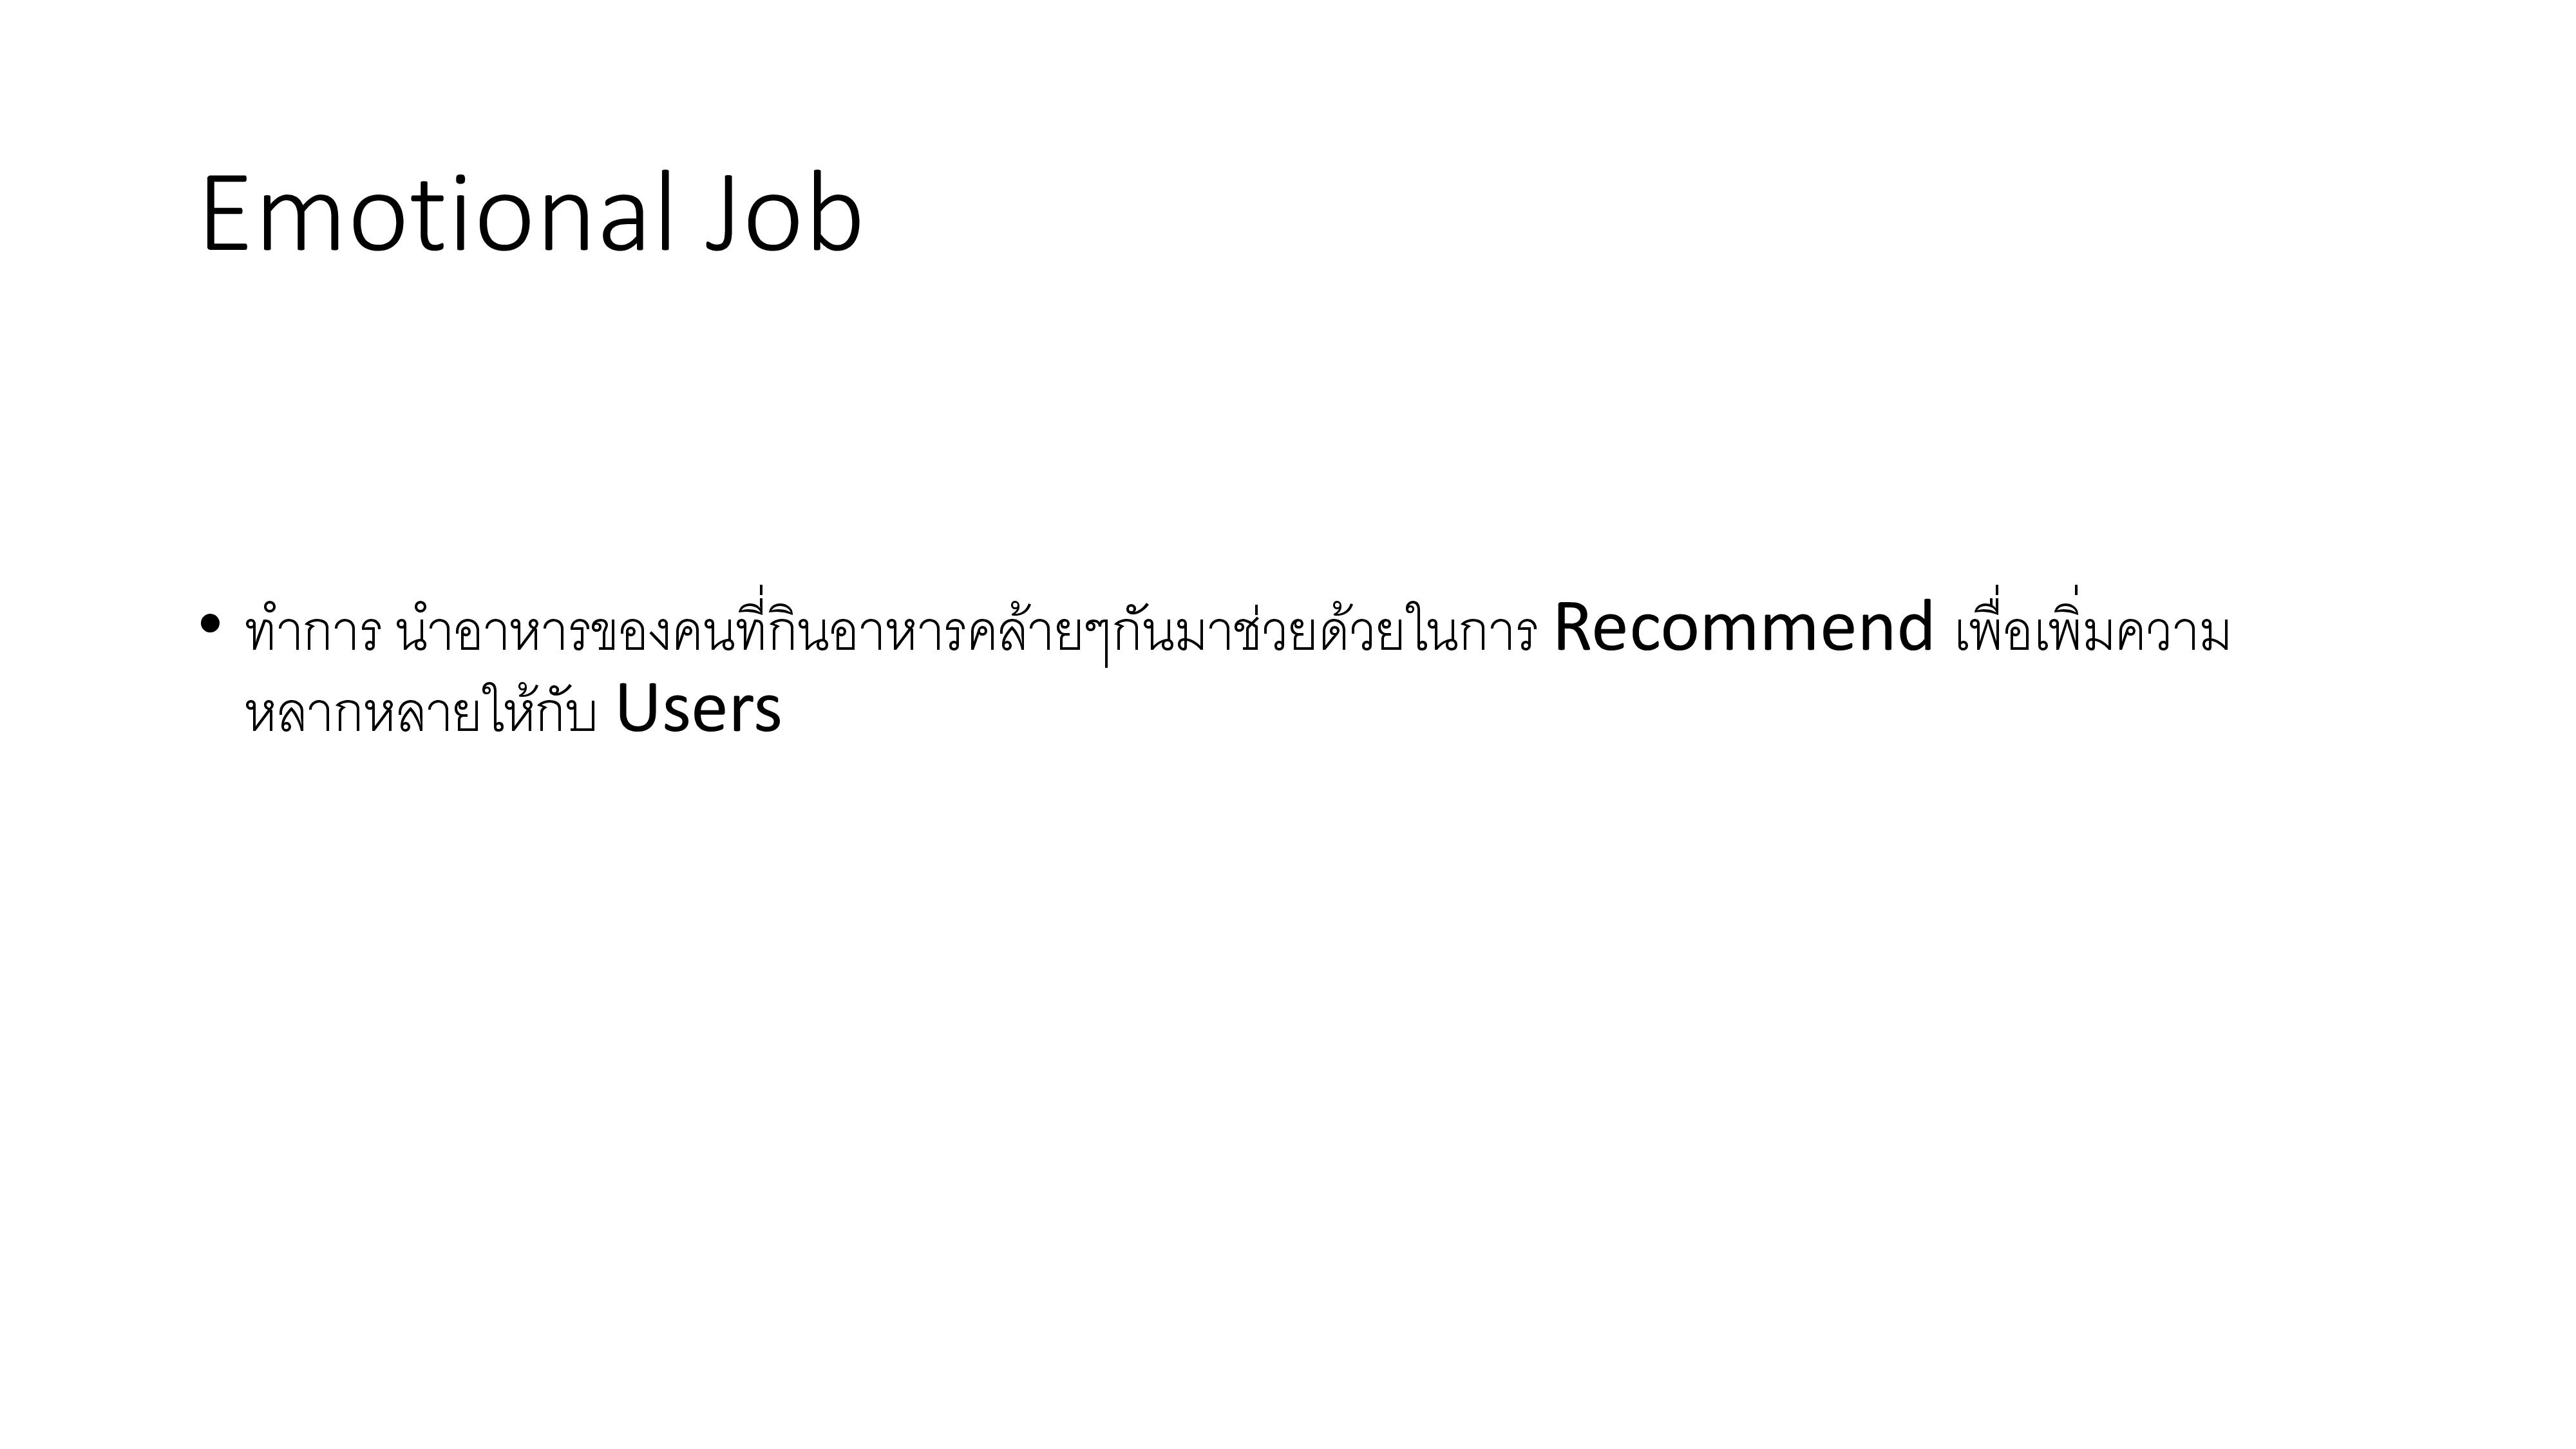 Emotional Job
• ทำการ นำอาหารของคนที่กินอาหารคล้ายๆกันมาช่วยด้วยในการ Recommend เพื่อเพิ่มความ
หลากหลายให้กับ Users